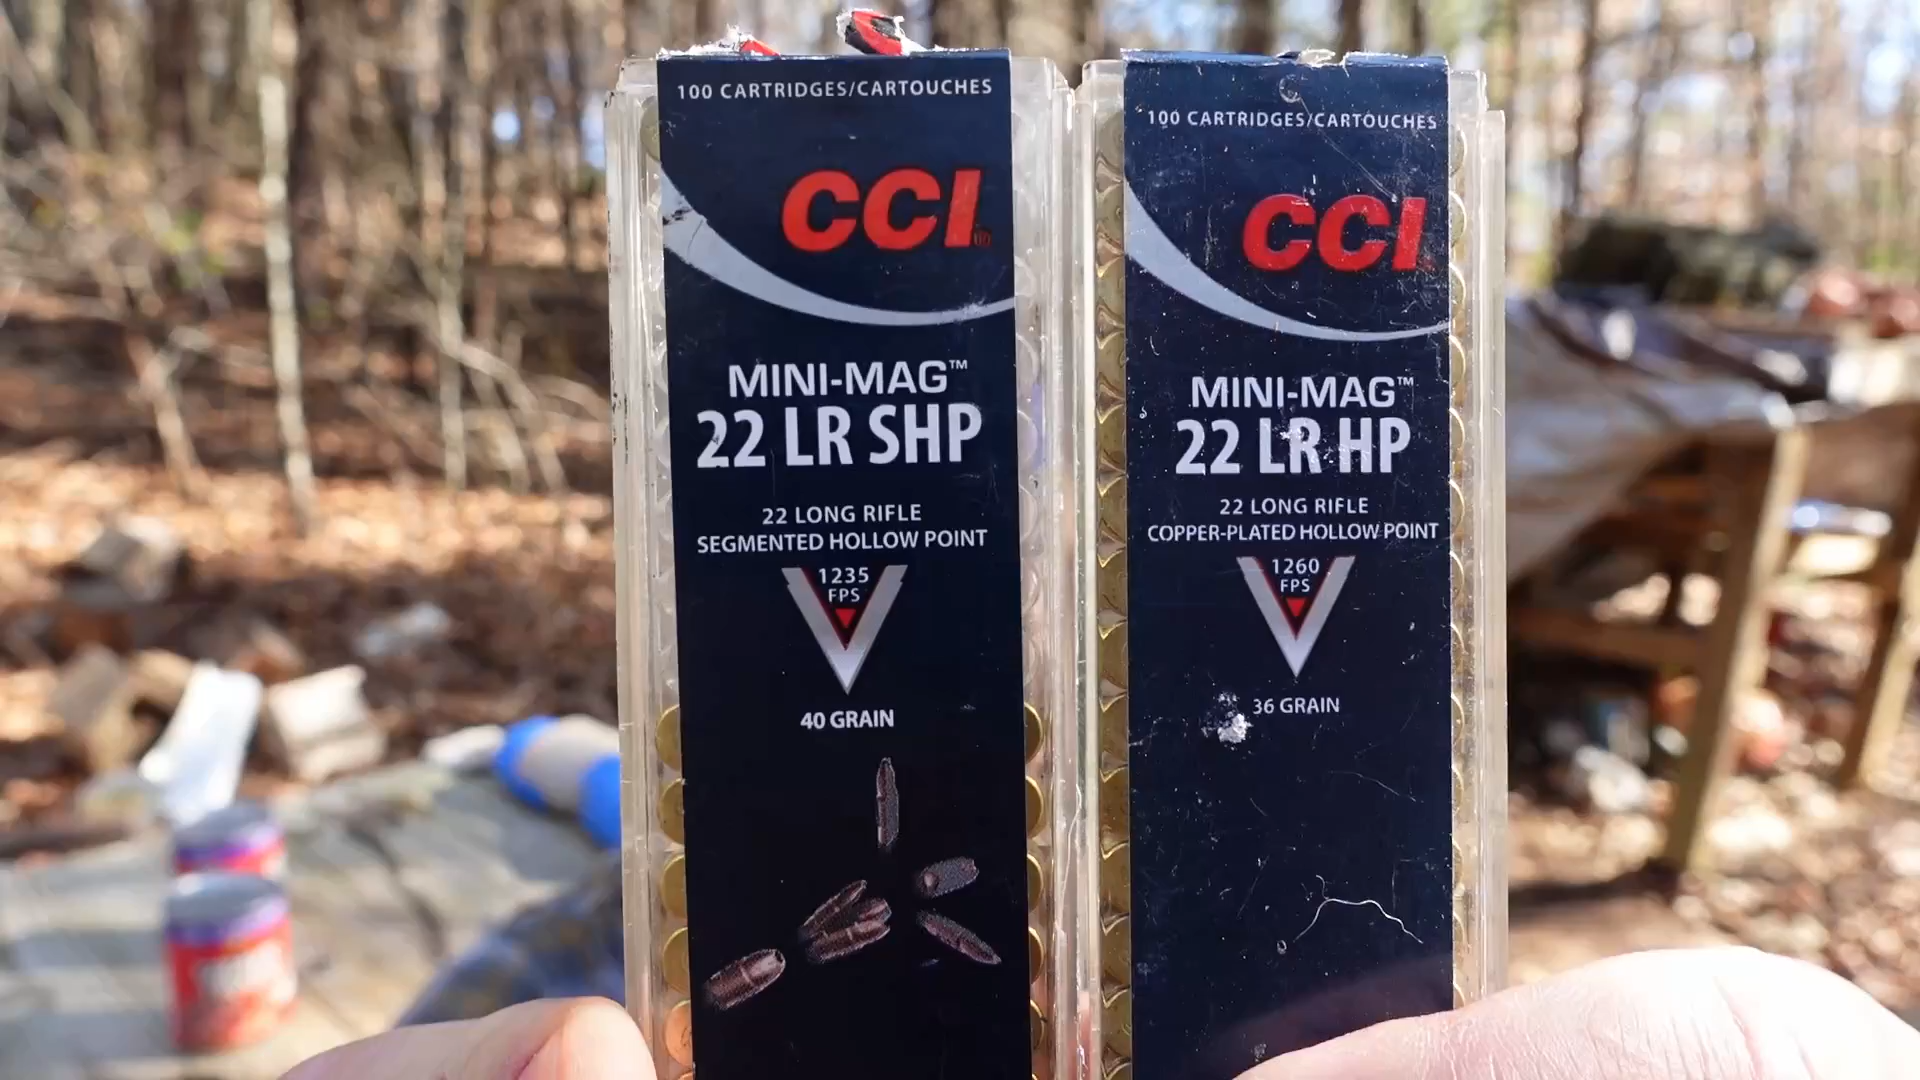 100 CARTRIDGES/CARTOUCHES
CCI®
MINI-MAG™
22 LR SHP
22 LONG RIFLE
SEGMENTED HOLLOW POINT
1235
FPS
40 GRAIN
100 CARTRIDGES/CARTOUCHES
CCI
MINI-MAG™
22 LR HP
22 LONG RIFLE
COPPER-PLATED HOLLOW POINT
1260
FPS
36 GRAIN